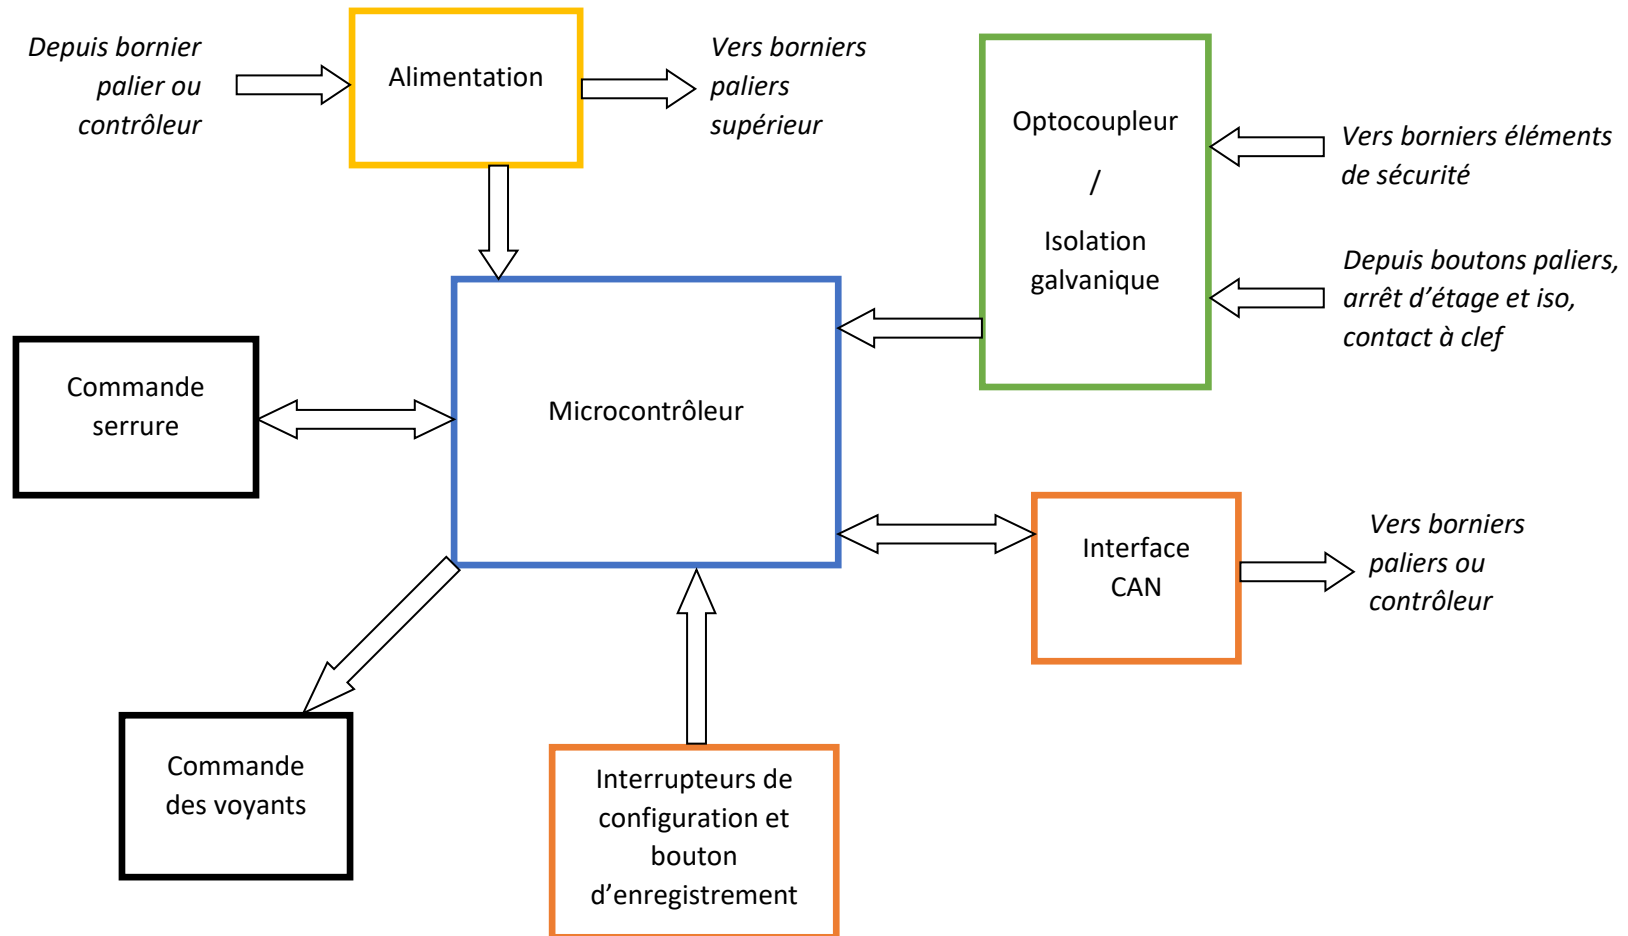 Depuis bornier
palier ou
contrôleur
Alimentation
Vers borniers
paliers
supérieur
Optocoupleur
/
Isolation
galvanique
Vers borniers éléments
de sécurité
Depuis boutons paliers,
arrêt d’étage et iso,
contact à clef
Commande
serrure
Microcontrôleur
Interface
CAN
Vers borniers
paliers ou
contrôleur
Commande
des voyants
Interrupteurs de
configuration et
bouton
d’enregistrement